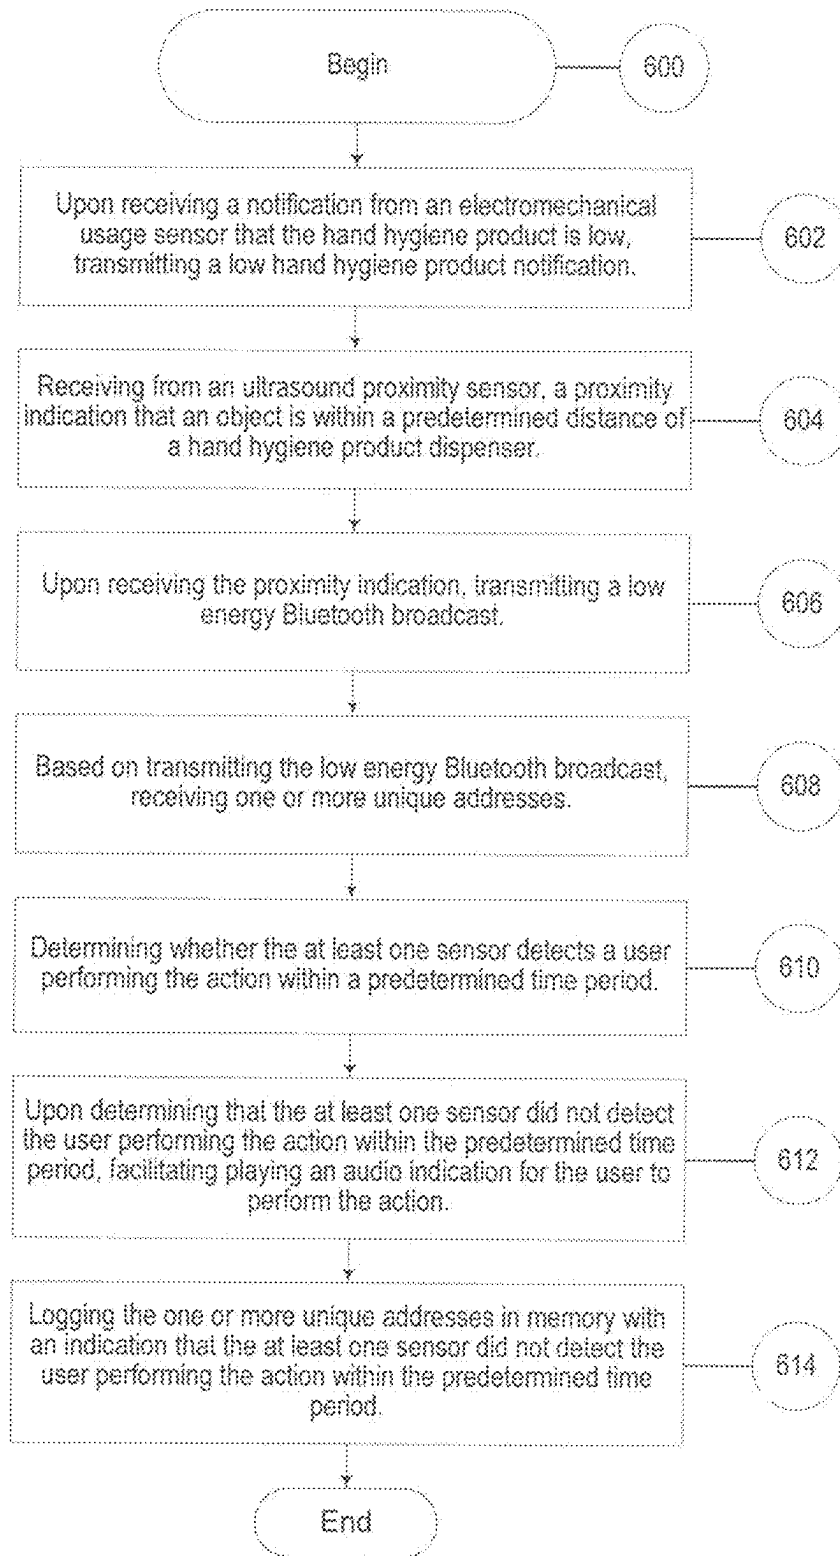 Begin
600
Upon receiving a notification from an electromechanical
usage sensor that the hand hygiene product is low,
transmitting a low hand hygiene product notification.
602
Receiving from an ultrasound proximity sensor, a proximity
indication that an object is within a predetermined distance of
a hand hygiene product dispenser.
604
Upon receiving the proximity indication, transmitting a low
energy Bluetooth broadcast.
606
Based on transmitting the low energy Bluetooth broadcast,
receiving one or more unique addresses.
608
Determining whether the at least one sensor detects a user
performing the action within a predetermined time period.
610
Upon determining that the at least one sensor did not detect
the user performing the action within the predetermined time
period, facilitating playing an audio indication for the user to
perform the action.
612
Logging the one or more unique addresses in memory with
an indication that the at least one sensor did not detect the
user performing the action within the predetermined time
period.
614
End